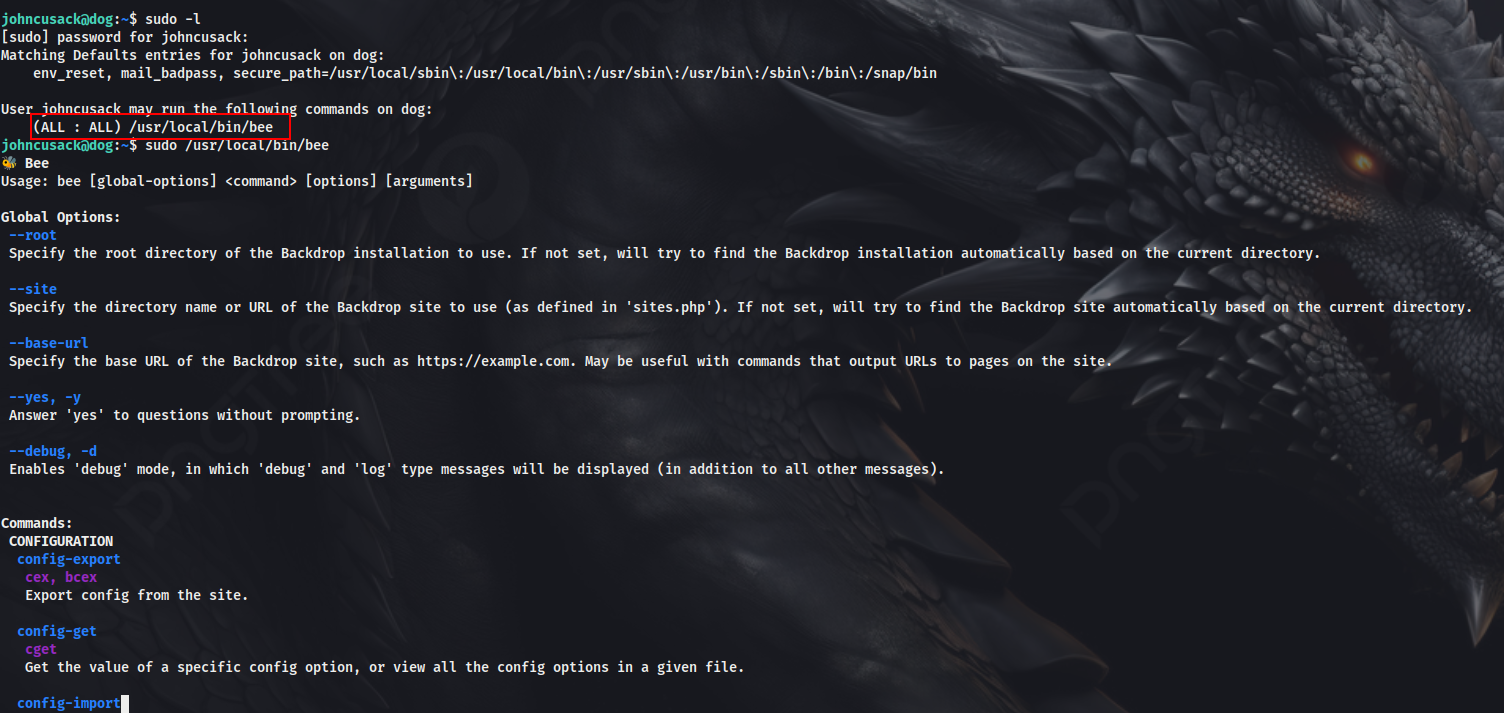 johncusack@dog:~$ sudo -l
[sudo] password for johncusack:
Matching Defaults entries for johncusack on dog:
    env_reset, mail_badpass, secure_path=/usr/local/sbin\:/usr/local/bin\:/usr/sbin\:/usr/bin\:/sbin\:/bin\:/snap/bin

User johncusack may run the following commands on dog:
    (ALL : ALL) /usr/local/bin/bee
johncusack@dog:~$ sudo /usr/local/bin/bee
🐝 Bee
Usage: bee [global-options] <command> [options] [arguments]

Global Options:
 --root
 Specify the root directory of the Backdrop installation to use. If not set, will try to find the Backdrop installation automatically based on the current directory.

 --site
 Specify the directory name or URL of the Backdrop site to use (as defined in 'sites.php'). If not set, will try to find the Backdrop site automatically based on the current directory.

 --base-url
 Specify the base URL of the Backdrop site, such as https://example.com. May be useful with commands that output URLs to pages on the site.

 --yes, -y
 Answer 'yes' to questions without prompting.

 --debug, -d
 Enables 'debug' mode, in which 'debug' and 'log' type messages will be displayed (in addition to all other messages).


Commands:
 CONFIGURATION
  config-export
   cex, bcex
   Export config from the site.

  config-get
   cget
   Get the value of a specific config option, or view all the config options in a given file.

  config-import